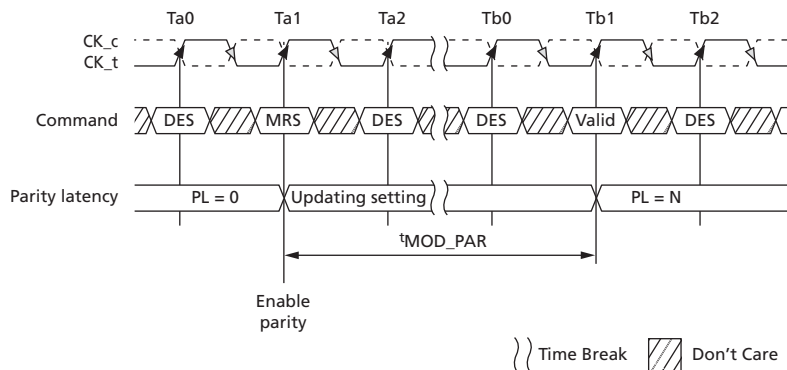 Ta0 Ta1 Ta2 Tb0 Tb1 Tb2
CK_c
CK_t
Command DES MRS DES DES Valid DES
Parity latency PL = 0 Updating setting PL = N
tMOD_PAR
Enable
parity
Time Break Don't Care